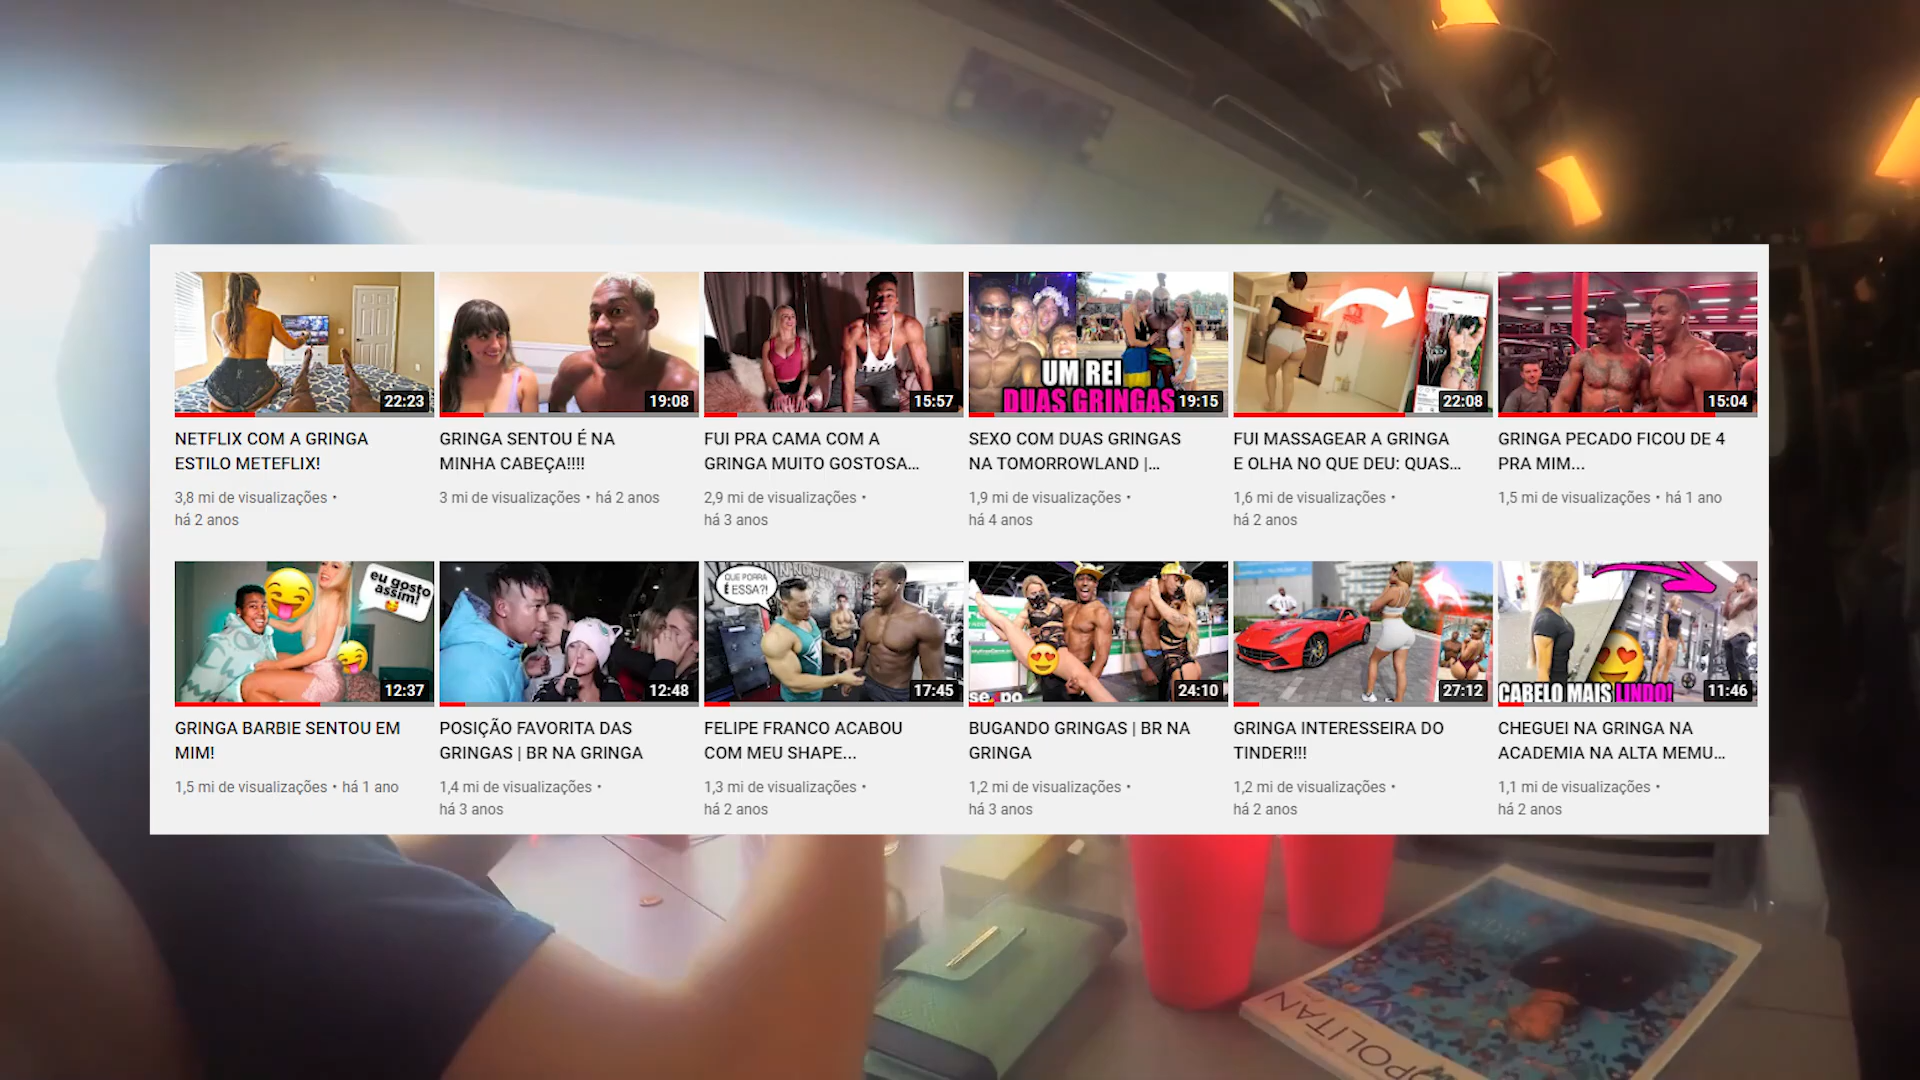 22:23
19:08
15:57
UM REI
DUAS GRINGAS
19:15
22:08
15:04
NETFLIX COM A GRINGA
ESTILO METEFLIX!
3,8 mi de visualizações •
há 2 anos
GRINGA SENTOU É NA
MINHA CABEÇA!!!!
3 mi de visualizações • há 2 anos
FUI PRA CAMA COM A
GRINGA MUITO GOSTOSA...
2,9 mi de visualizações •
há 3 anos
SEXO COM DUAS GRINGAS
NA TOMORROWLAND |...
1,9 mi de visualizações •
há 4 anos
FUI MASSAGEAR A GRINGA
E OLHA NO QUE DEU: QUAS...
1,6 mi de visualizações •
há 2 anos
GRINGA PECADO FICOU DE 4
PRA MIM...
1,5 mi de visualizações • há 1 ano
eu gosto
assim!
12:37
12:48
QUE PORRA
É ESSA?!
17:45
24:10
27:12
CABELO MAIS LINDO!
11:46
GRINGA BARBIE SENTOU EM
MIM!
1,5 mi de visualizações • há 1 ano
POSIÇÃO FAVORITA DAS
GRINGAS | BR NA GRINGA
1,4 mi de visualizações •
há 3 anos
FELIPE FRANCO ACABOU
COM MEU SHAPE...
1,3 mi de visualizações •
há 2 anos
BUGANDO GRINGAS | BR NA
GRINGA
1,2 mi de visualizações •
há 3 anos
GRINGA INTERESSEIRA DO
TINDER!!!
1,2 mi de visualizações •
há 2 anos
CHEGUEI NA GRINGA NA
ACADEMIA NA ALTA MEMU...
1,1 mi de visualizações •
há 2 anos
OPOLITAN